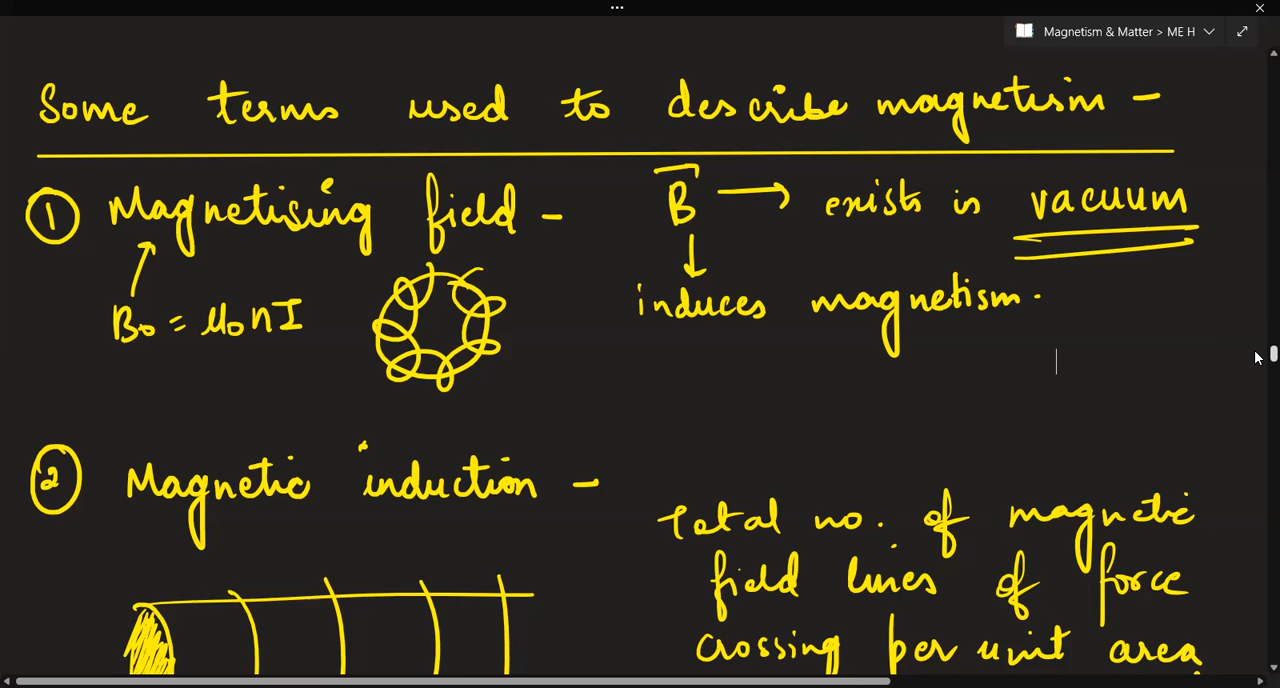 Magnetism & Matter > ME H
Some terms used to describe magnetism -
① Magnetising field - B → exists in vacuum
↓
induces magnetism.
B₀ = μ₀nI
② Magnetic induction -
Total no. of magnetic
field lines of force
crossing per unit area